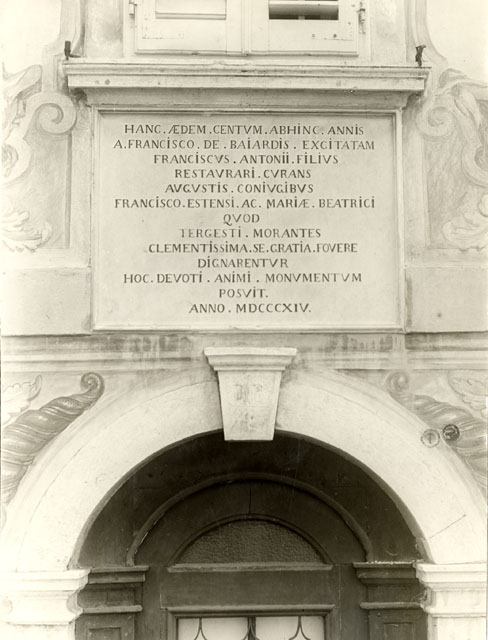 HANC . ÆDEM . CENTVM . ABHINC . ANNIS
A . FRANCISCO . DE . BAIARDIS . EXCITATAM
FRANCISCVS . ANTONII . FILIVS
RESTAVRARI . CVRANS
AVGVSTIS . CONIVGIBVS
FRANCISCO . ESTENSI . AC . MARIÆ . BEATRICI
QVOD
TERGESTI . MORANTES
CLEMENTISSIMA . SE . GRATIA . FOVERE
DIGNARENTVR
HOC . DEVOTI . ANIMI . MONVMENTVM
POSVIT .
ANNO . MDCCCXIV .